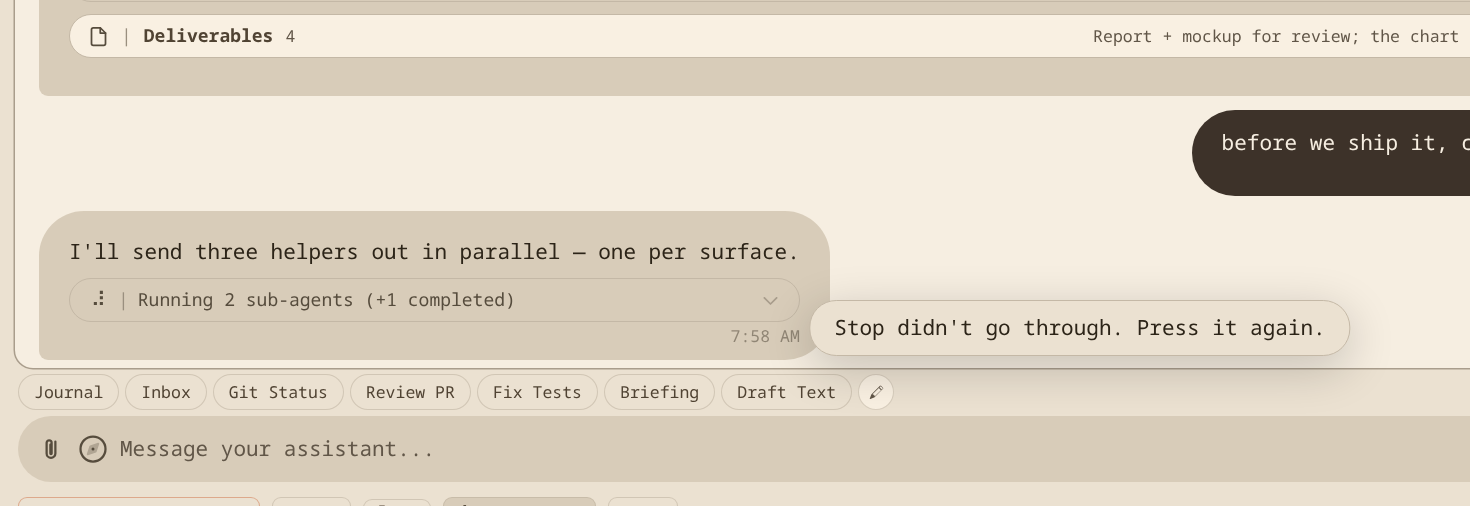 Deliverables 4
Report + mockup for review; the chart
before we ship it,
I'll send three helpers out in parallel — one per surface.
Running 2 sub-agents (+1 completed)
7:58 AM
Stop didn't go through. Press it again.
Journal
Inbox
Git Status
Review PR
Fix Tests
Briefing
Draft Text
Message your assistant...